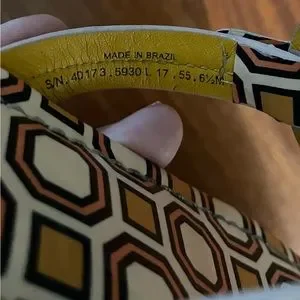 MADE IN BRAZIL
S/N. 40173. 5930 L 17. 55. 6½M